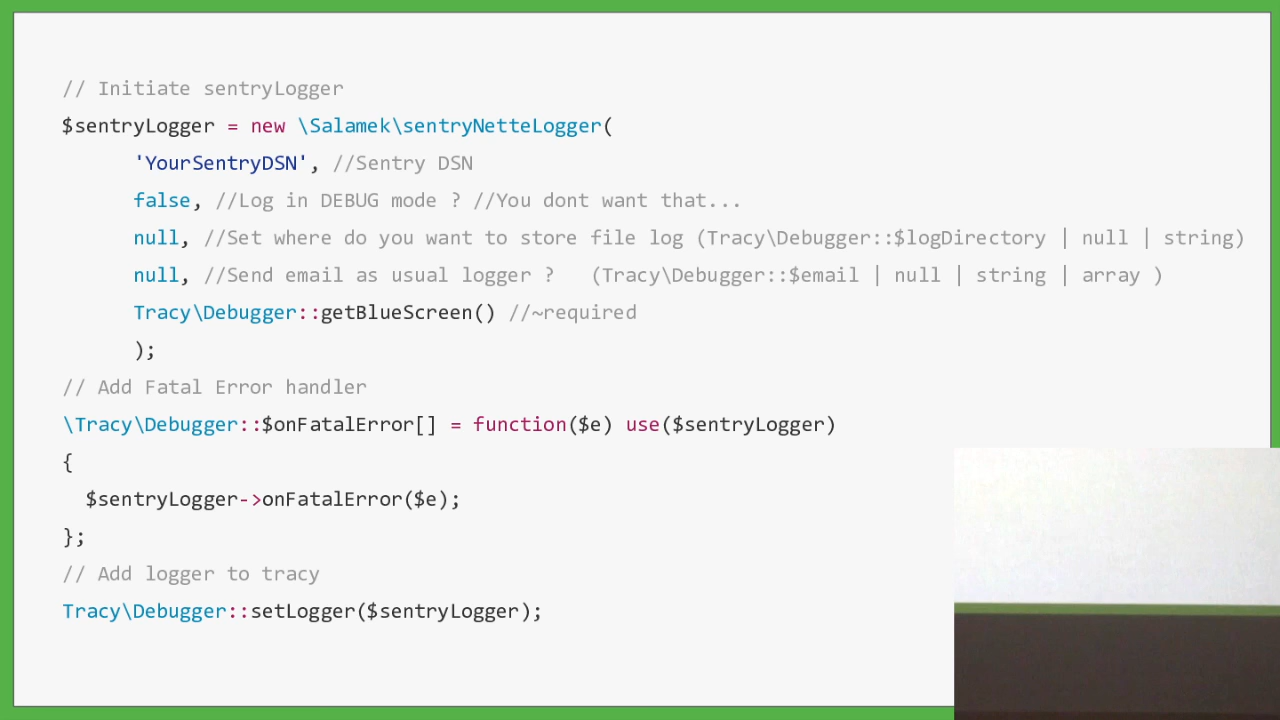 // Initiate sentryLogger
$sentryLogger = new \Salamek\sentryNetteLogger(
'YourSentryDSN', //Sentry DSN
false, //Log in DEBUG mode ? //You dont want that...
null, //Set where do you want to store file log (Tracy\Debugger::$logDirectory | null | string)
null, //Send email as usual logger ?   (Tracy\Debugger::$email | null | string | array )
Tracy\Debugger::getBlueScreen() //~required
);
// Add Fatal Error handler
\Tracy\Debugger::$onFatalError[] = function($e) use($sentryLogger)
{
$sentryLogger->onFatalError($e);
};
// Add logger to tracy
Tracy\Debugger::setLogger($sentryLogger);